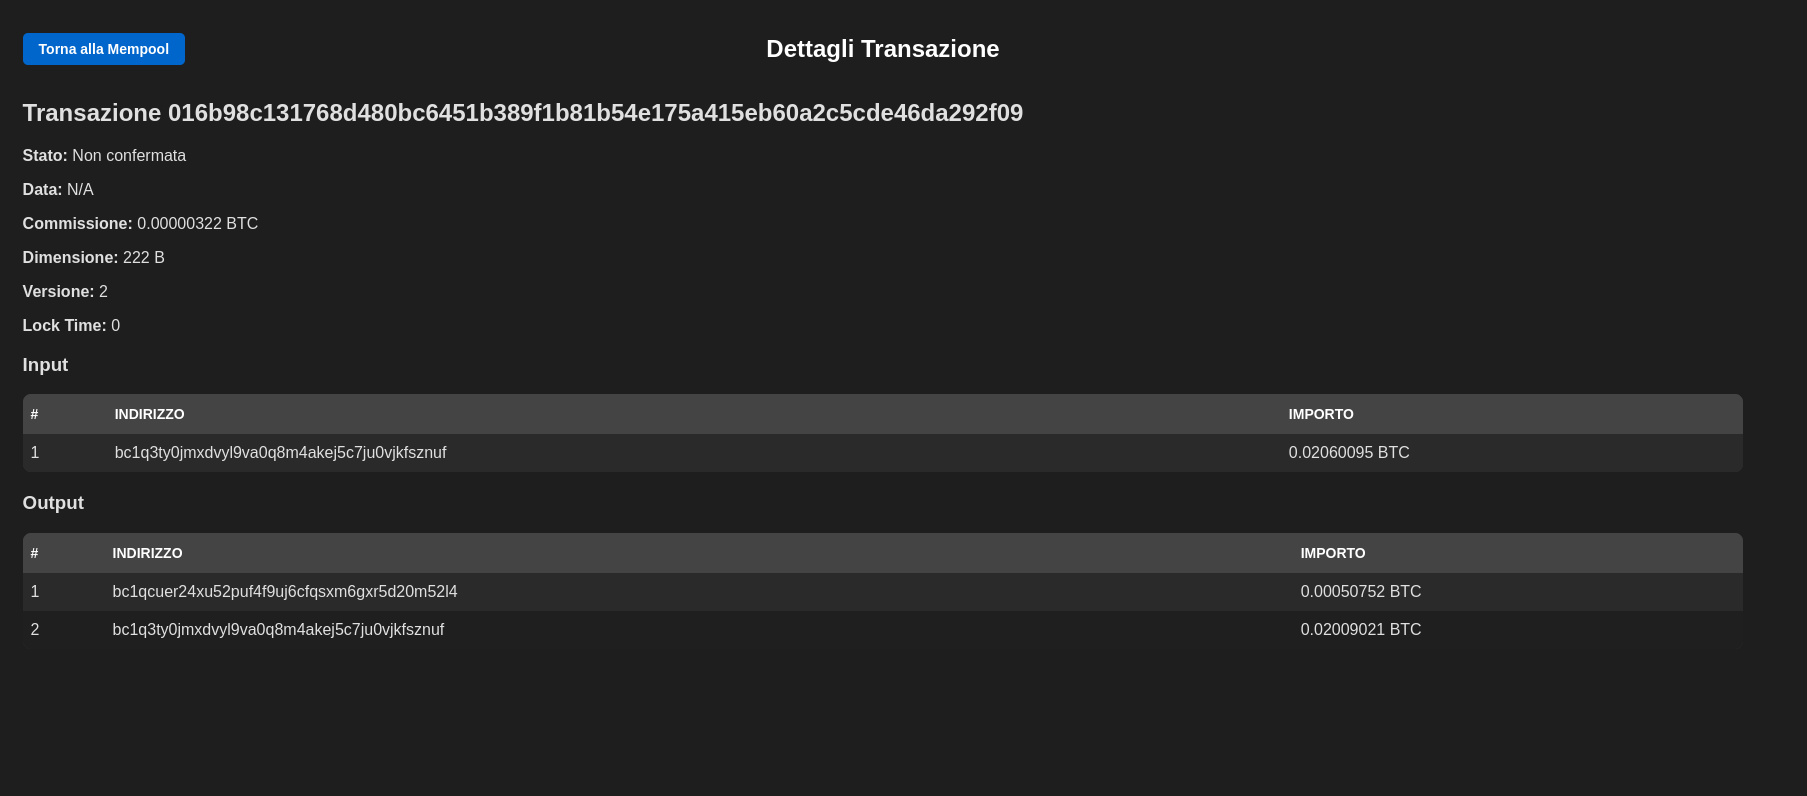 Torna alla Mempool
Dettagli Transazione
Transazione 016b98c131768d480bc6451b389f1b81b54e175a415eb60a2c5cde46da292f09
Stato: Non confermata
Data: N/A
Commissione: 0.00000322 BTC
Dimensione: 222 B
Versione: 2
Lock Time: 0
Input
# INDIRIZZO IMPORTO
1 bc1q3ty0jmxdvyl9va0q8m4akej5c7ju0vjkfsznuf 0.02060095 BTC
Output
# INDIRIZZO IMPORTO
1 bc1qcuer24xu52puf4f9uj6cfqsxm6gxr5d20m52l4 0.00050752 BTC
2 bc1q3ty0jmxdvyl9va0q8m4akej5c7ju0vjkfsznuf 0.02009021 BTC